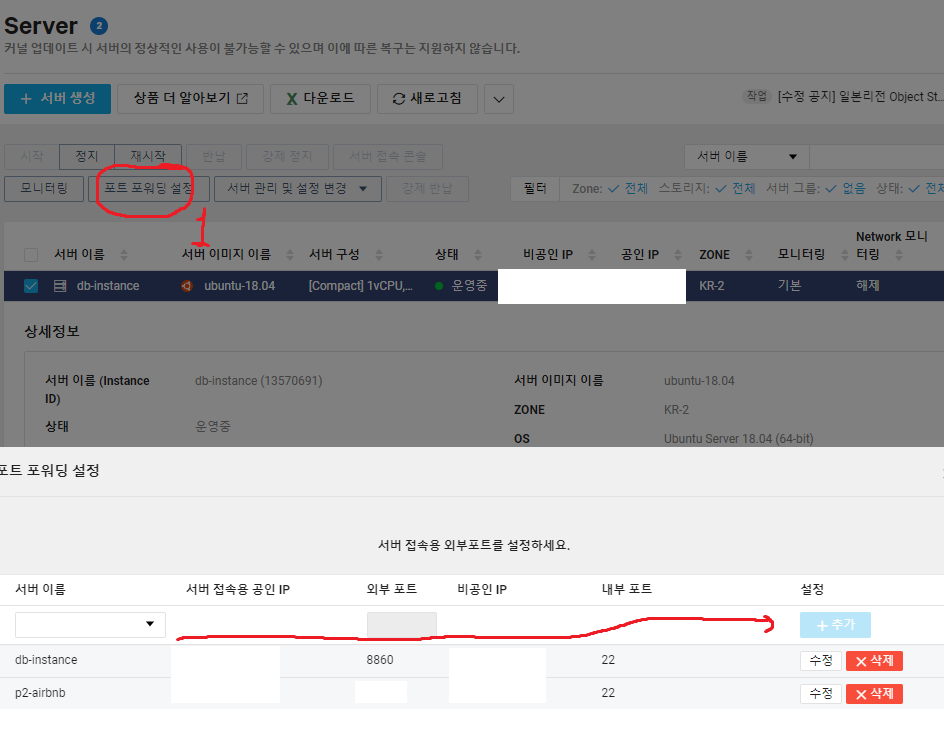 Server 2
커널 업데이트 시 서버의 정상적인 사용이 불가능할 수 있으며 이에 따른 복구는 지원하지 않습니다.
+ 서버 생성 상품 더 알아보기 X 다운로드 새로고침 작업 [수정 공지] 일본리전 Object St...
시작 정지 재시작 반납 강제 정지 서버 접속 콘솔 서버 이름
모니터링 포트 포워딩 설정 서버 관리 및 설정 변경 강제 반납 필터 Zone: 전체 스토리지: 전체 서버 그룹: 없음 상태: 전체
1
서버 이름 서버 이미지 이름 서버 구성 상태 비공인 IP 공인 IP ZONE 모니터링 Network 모니터링
db-instance ubuntu-18.04 [Compact] 1vCPU,... 운영중 KR-2 기본 해제
상세정보
서버 이름 (Instance ID) db-instance (13570691) 서버 이미지 이름 ubuntu-18.04
ZONE KR-2
상태 운영중
OS Ubuntu Server 18.04 (64-bit)
포트 포워딩 설정
서버 접속용 외부포트를 설정하세요.
서버 이름 서버 접속용 공인 IP 외부 포트 비공인 IP 내부 포트 설정
+ 추가
db-instance 8860 22 수정 삭제
p2-airbnb 22 수정 삭제